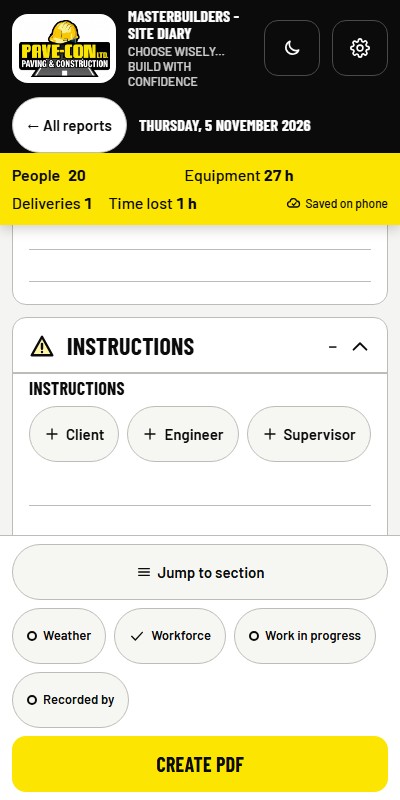 PAVE-CON LTD.
PAVING & CONSTRUCTION
MASTERBUILDERS -
SITE DIARY
CHOOSE WISELY...
BUILD WITH
CONFIDENCE
← All reports
THURSDAY, 5 NOVEMBER 2026
People 20
Equipment 27 h
Deliveries 1 Time lost 1 h
Saved on phone
INSTRUCTIONS
–
INSTRUCTIONS
+ Client
+ Engineer
+ Supervisor
Jump to section
Weather
Workforce
Work in progress
Recorded by
CREATE PDF